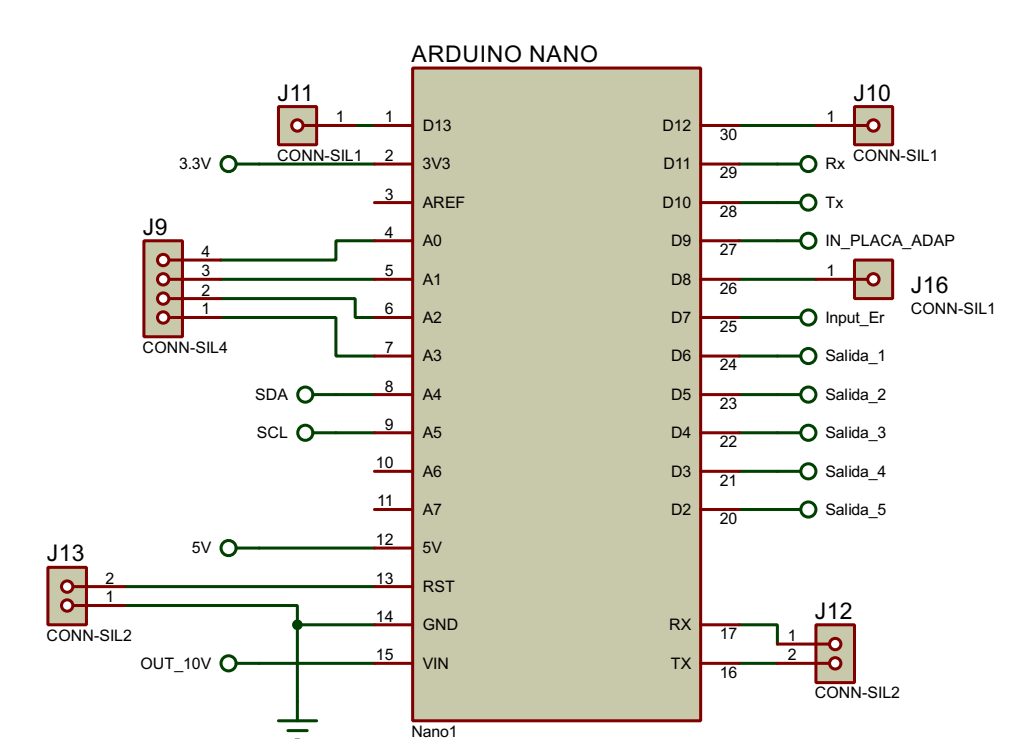 ARDUINO NANO
J11
1 1 D13
CONN-SIL1
3.3V 2 3V3
3 AREF
J9
4 4 A0
3 5 A1
2 6 A2
1 7 A3
CONN-SIL4
SDA 8 A4
SCL 9 A5
10 A6
11 A7
5V 12 5V
J13
2 13 RST
1 14 GND
CONN-SIL2
OUT_10V 15 VIN
Nano1
J10
D12 30 1
CONN-SIL1
D11 29 Rx
D10 28 Tx
D9 27 IN_PLACA_ADAP
D8 26 1
J16
CONN-SIL1
D7 25 Input_Er
D6 24 Salida_1
D5 23 Salida_2
D4 22 Salida_3
D3 21 Salida_4
D2 20 Salida_5
J12
RX 17 1
TX 16 2
CONN-SIL2